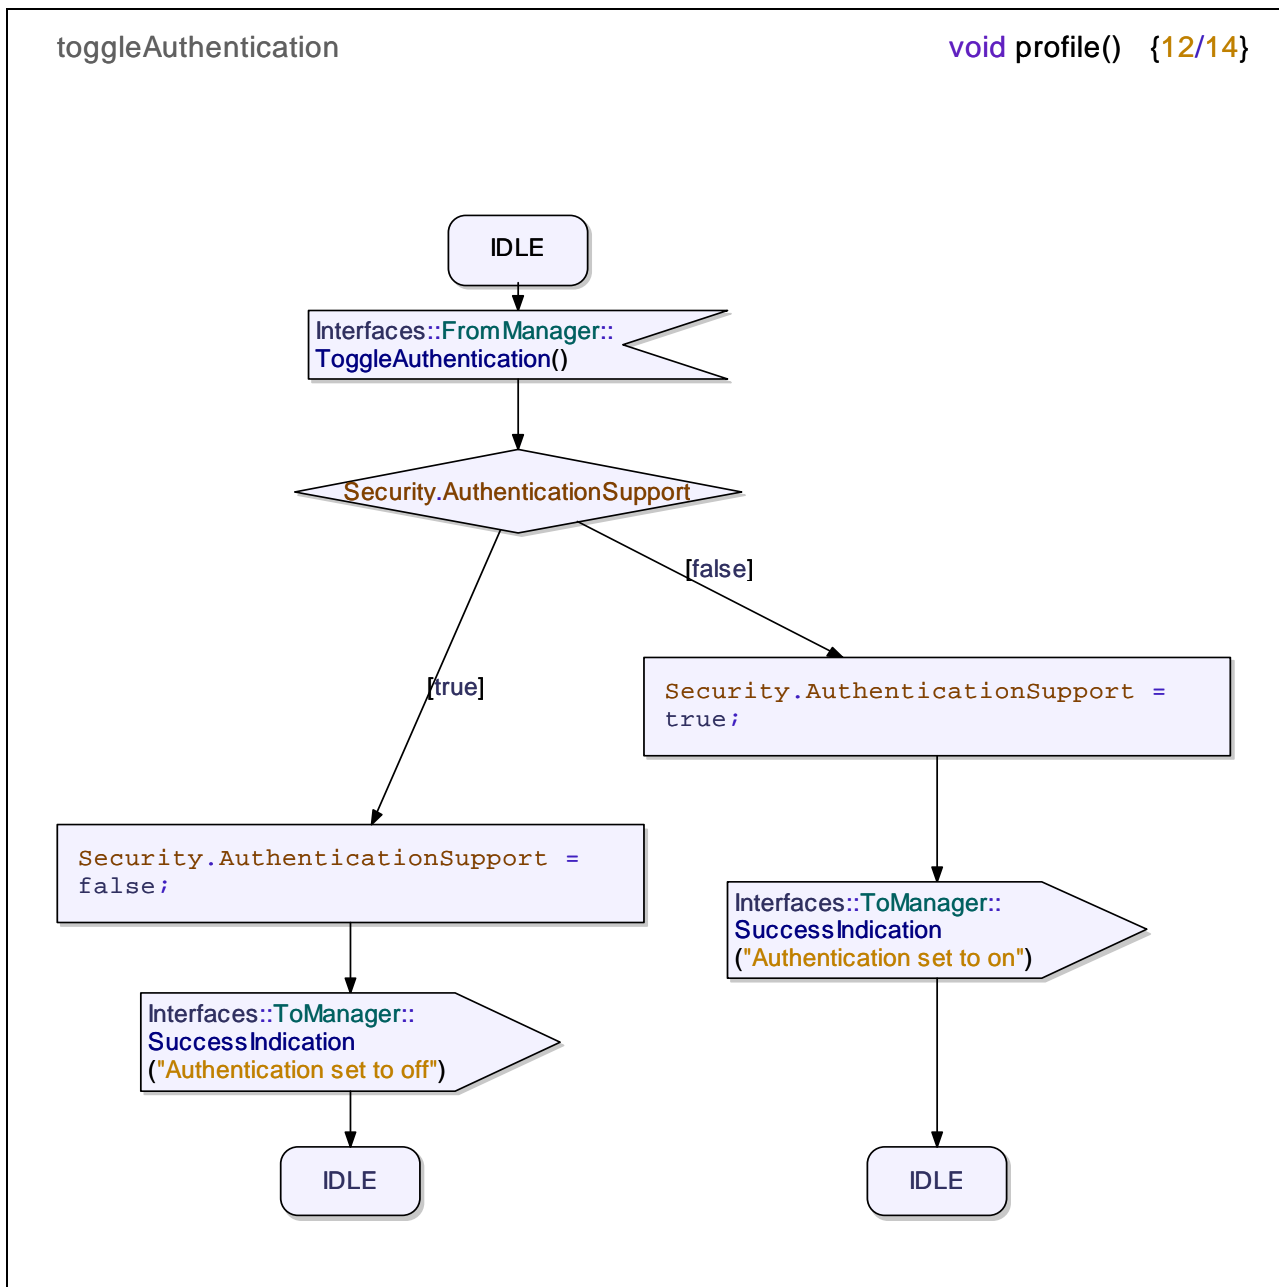 toggleAuthentication
void profile() {12/14}
IDLE
Interfaces::FromManager::
ToggleAuthentication()
Security.AuthenticationSupport
[false]
[true]
Security.AuthenticationSupport =
true;
Security.AuthenticationSupport =
false;
Interfaces::ToManager::
SuccessIndication
("Authentication set to on")
Interfaces::ToManager::
SuccessIndication
("Authentication set to off")
IDLE
IDLE